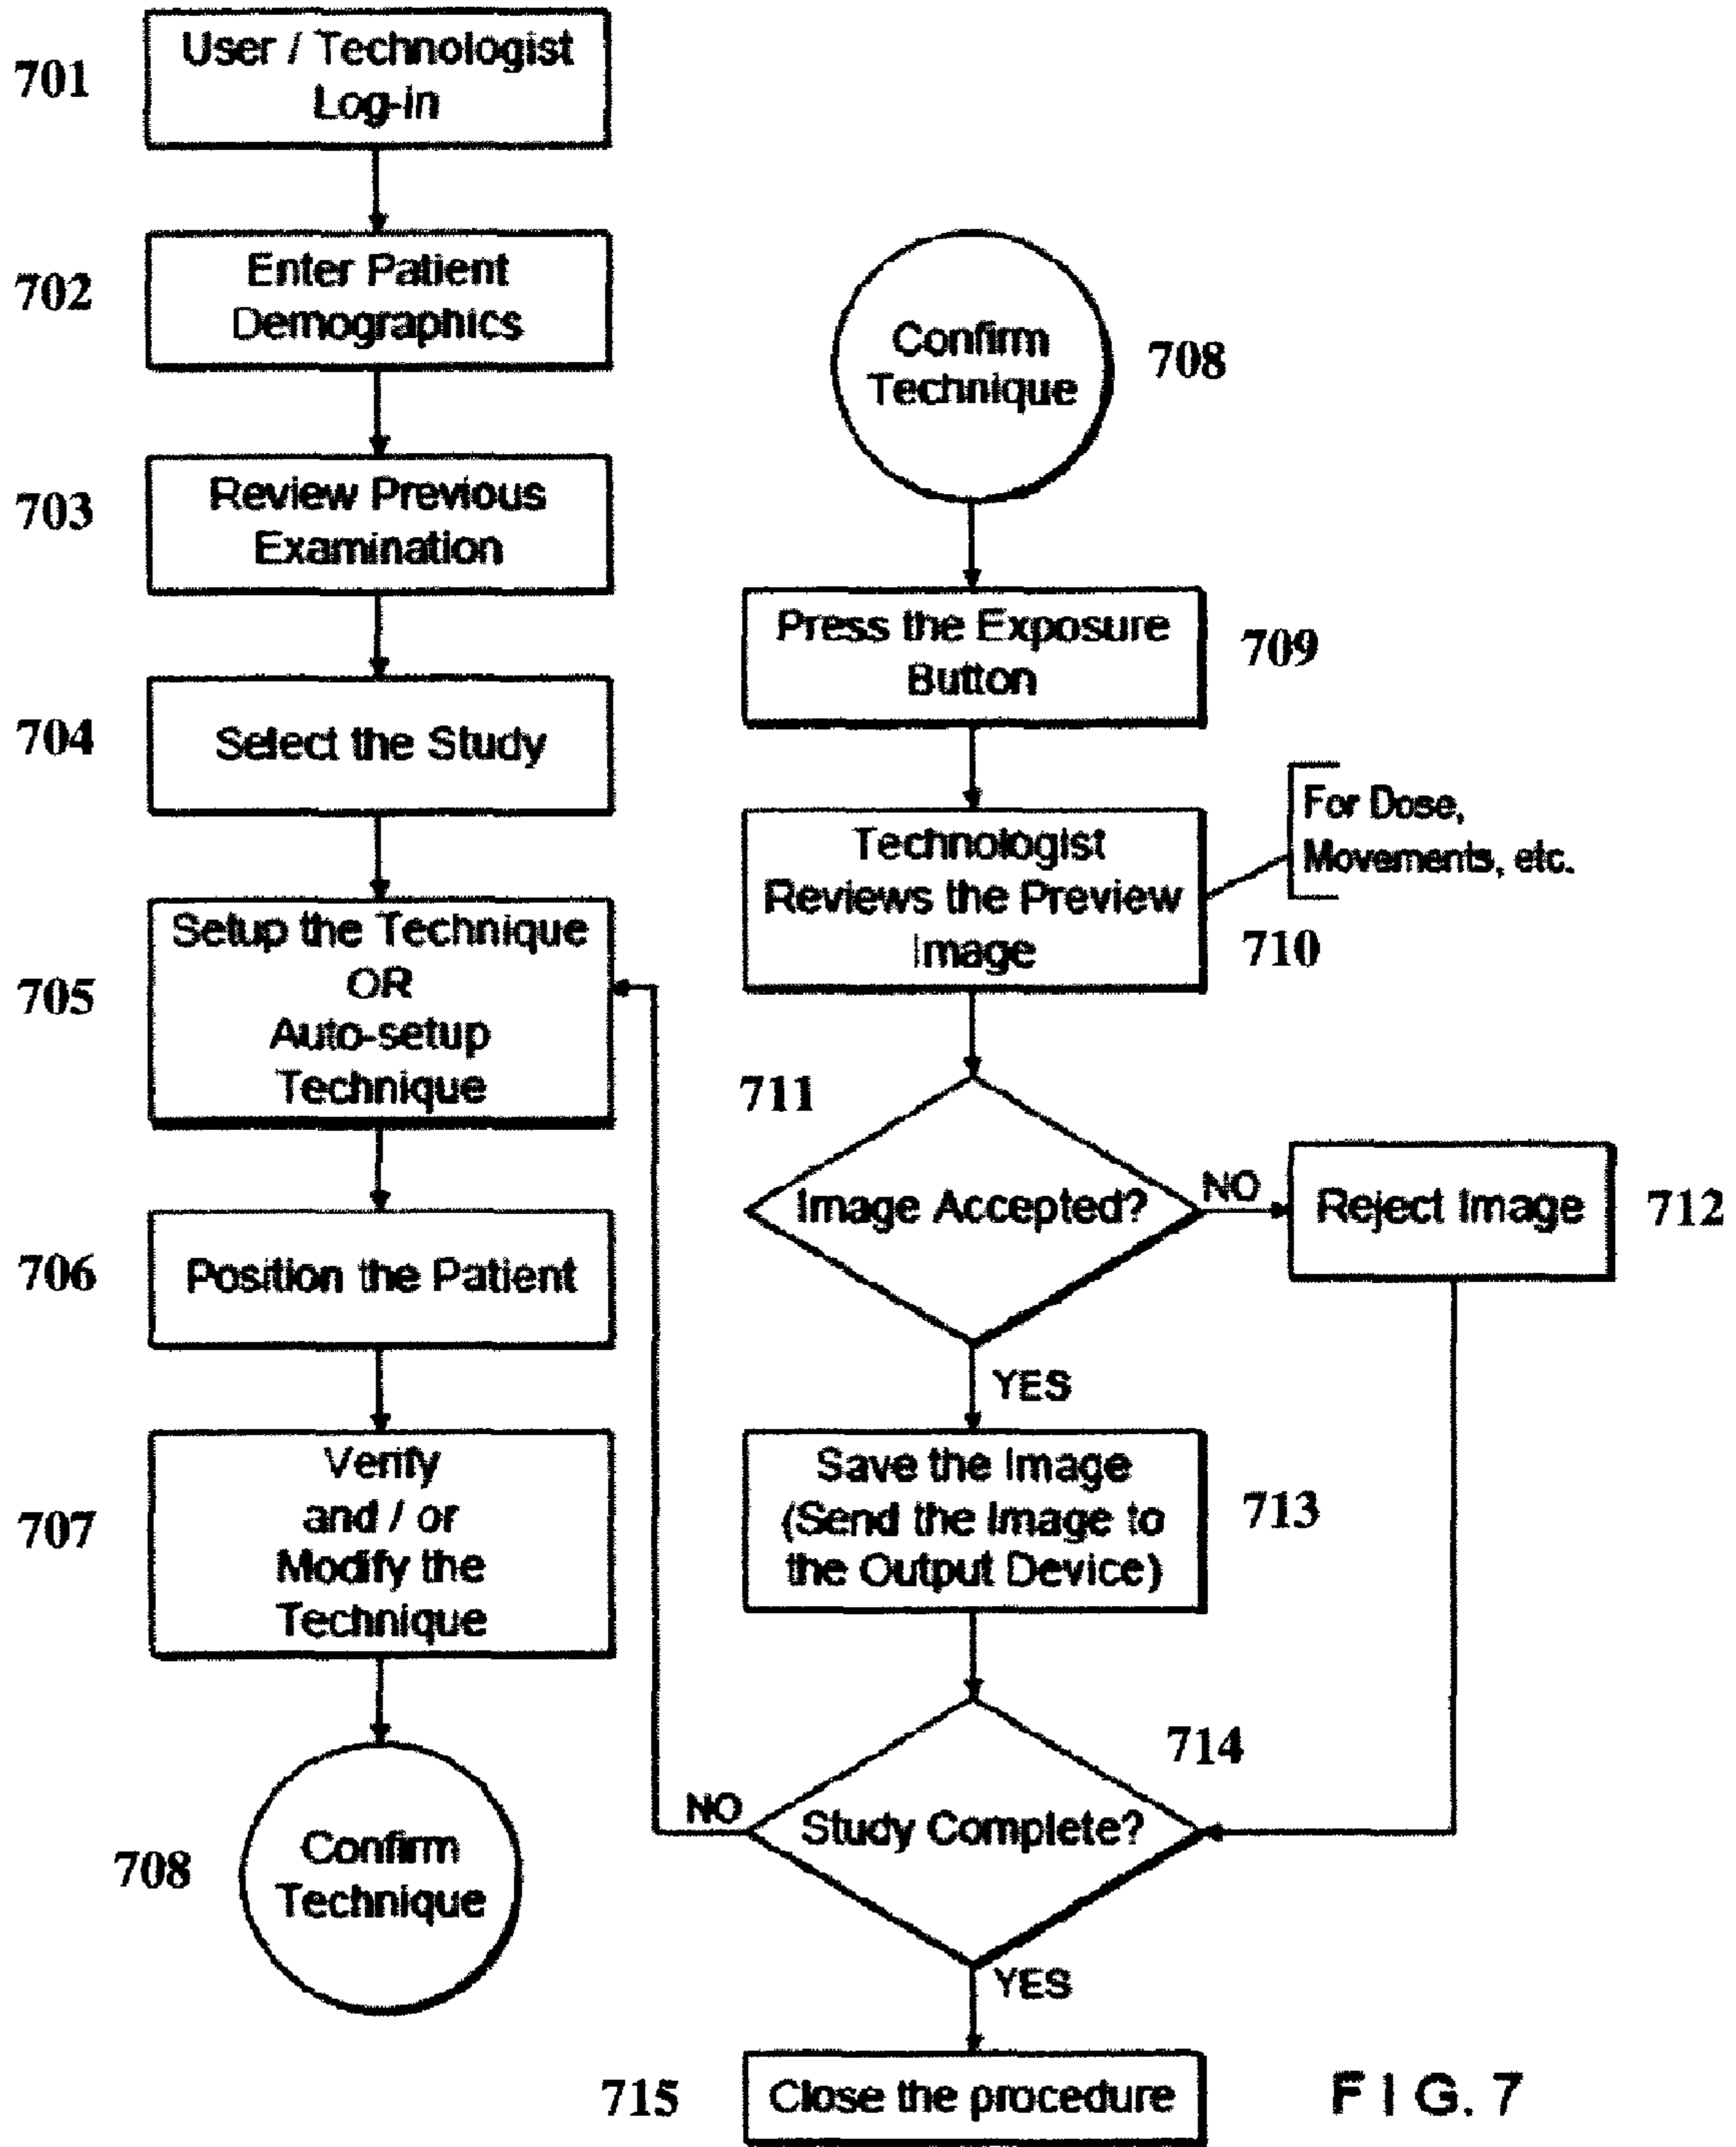 701
User / Technologist
Log-in
702
Enter Patient
Demographics
703
Review Previous
Examination
704
Select the Study
705
Setup the Technique
OR
Auto-setup
Technique
706
Position the Patient
707
Verify
and / or
Modify the
Technique
708
Confirm
Technique
Confirm
Technique
708
Press the Exposure
Button
709
Technologist
Reviews the Preview
Image
710
For Dose,
Movements, etc.
711
Image Accepted?
NO
Reject Image
712
YES
Save the Image
(Send the Image to
the Output Device)
713
714
Study Complete?
NO
YES
715
Close the procedure
FIG. 7